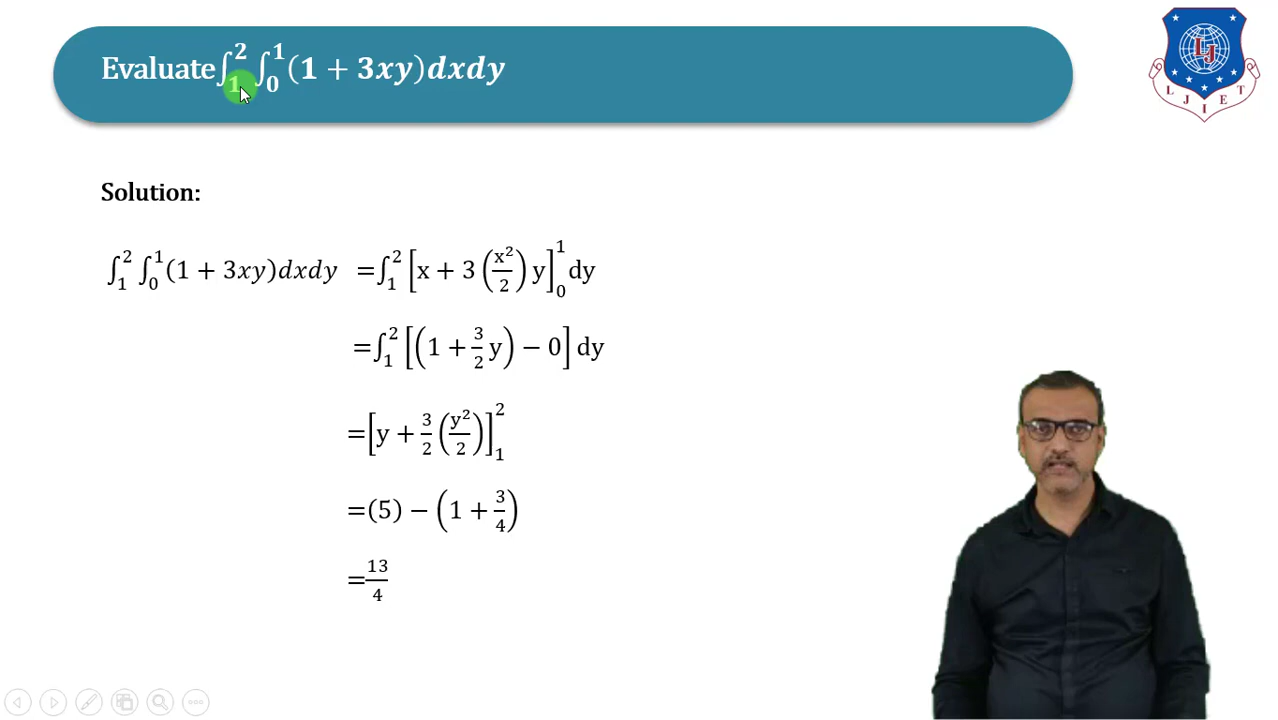 Evaluate ∫₁² ∫₀¹ (1 + 3xy)dxdy
LJ
L J I E T
Solution:
∫₁² ∫₀¹ (1 + 3xy)dxdy = ∫₁² [x + 3 (x²/2) y]₀¹ dy
= ∫₁² [(1 + 3/2 y) − 0] dy
= [y + 3/2 (y²/2)]₁²
= (5) − (1 + 3/4)
= 13/4